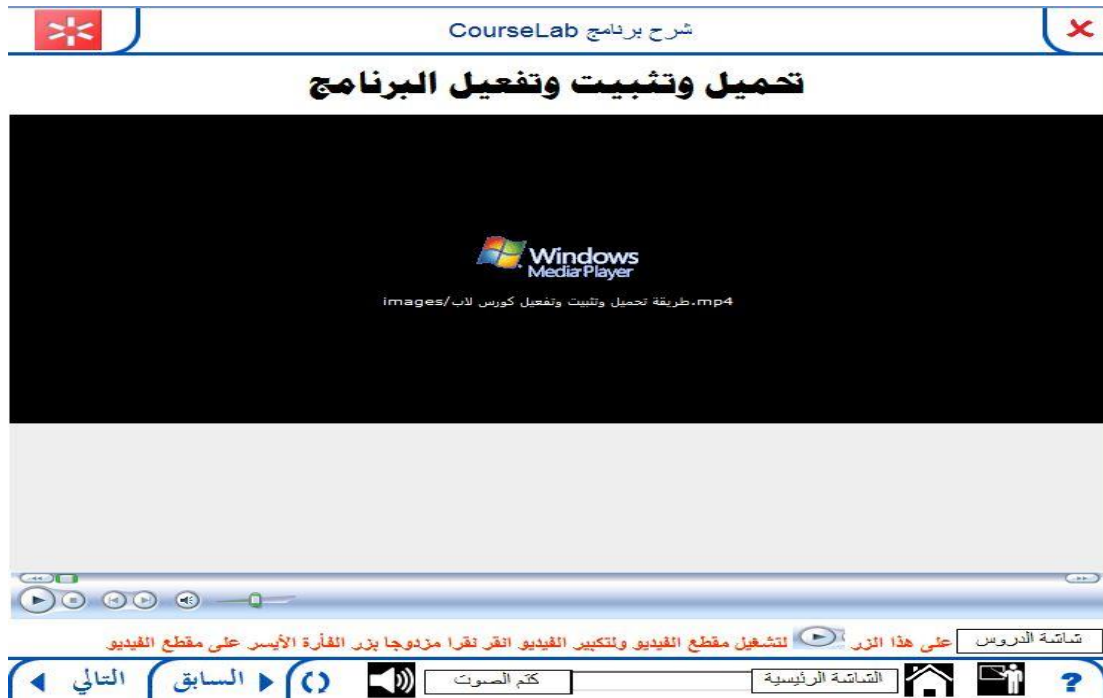 شرح برنامج CourseLab
تحميل وتثبيت وتفعيل البرنامج
Windows
Media Player
images/طريقة تحميل وتثبيت وتفعيل كورس لاب.mp4
شاشة الدروس
على هذا الزر لتشغيل مقطع الفيديو ولتكبير الفيديو انقر نقرا مزدوجا بزر الفأرة الأيسر على مقطع الفيديو
?
الشاشة الرئيسية
كتم الصوت
السابق
التالي